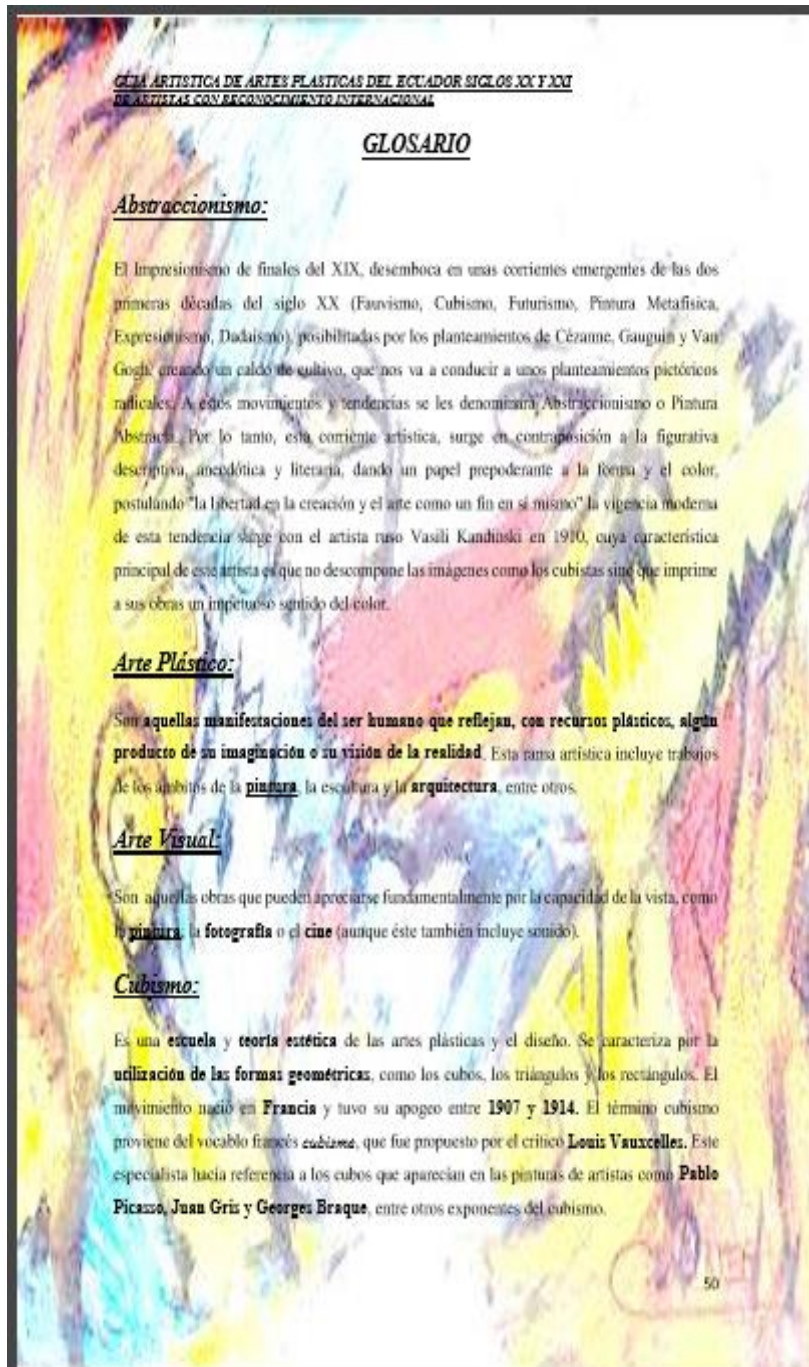 GUIA ARTISTICA DE ARTES PLASTICAS DEL ECUADOR SIGLOS XX Y XXI
DE ARTISTAS CON RECONOCIMIENTO INTERNACIONAL
GLOSARIO
Abstraccionismo:
El Impresionismo de finales del XIX, desemboca en unas corrientes emergentes de las dos
primeras décadas del siglo XX (Fauvismo, Cubismo, Futurismo, Pintura Metafísica,
Expresionismo, Dadaísmo), posibilitadas por los planteamientos de Cézanne, Gauguin y Van
Gogh, creando un caldo de cultivo, que nos va a conducir a unos planteamientos pictóricos
radicales. A estos movimientos y tendencias se les denominará Abstraccionismo o Pintura
Abstracta. Por lo tanto, esta corriente artística, surge en contraposición a la figurativa
descriptiva, anecdótica y literaria, dando un papel prepoderante a la forma y el color,
postulando "la libertad en la creación y el arte como un fin en sí mismo" la vigencia moderna
de esta tendencia surge con el artista ruso Vasili Kandinski en 1910, cuya característica
principal de este artista es que no descompone las imágenes como los cubistas sino que imprime
a sus obras un impetuoso sentido del color.
Arte Plástico:
Son aquellas manifestaciones del ser humano que reflejan, con recursos plásticos, algún
producto de su imaginación o su visión de la realidad. Esta rama artística incluye trabajos
de los ámbitos de la pintura, la escultura y la arquitectura, entre otros.
Arte Visual:
Son aquellas obras que pueden apreciarse fundamentalmente por la capacidad de la vista, como
la pintura, la fotografía o el cine (aunque éste también incluye sonido).
Cubismo:
Es una escuela y teoría estética de las artes plásticas y el diseño. Se caracteriza por la
utilización de las formas geométricas, como los cubos, los triángulos y los rectángulos. El
movimiento nació en Francia y tuvo su apogeo entre 1907 y 1914. El término cubismo
proviene del vocablo francés cubisme, que fue propuesto por el crítico Louis Vauxcelles. Este
especialista hacía referencia a los cubos que aparecían en las pinturas de artistas como Pablo
Picasso, Juan Gris y Georges Braque, entre otros exponentes del cubismo.
50